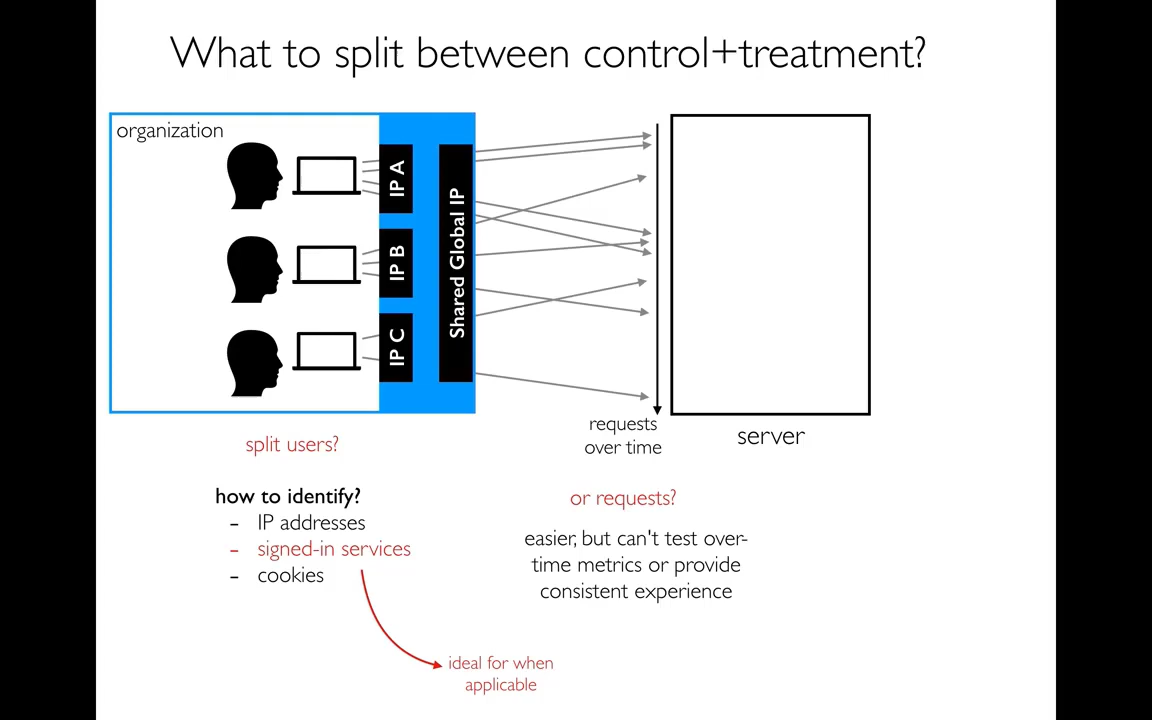 What to split between control+treatment?
organization
IP A
IP B
IP C
Shared Global IP
requests
over time
server
split users?
how to identify?
- IP addresses
- signed-in services
- cookies
or requests?
easier, but can't test over-
time metrics or provide
consistent experience
ideal for when
applicable